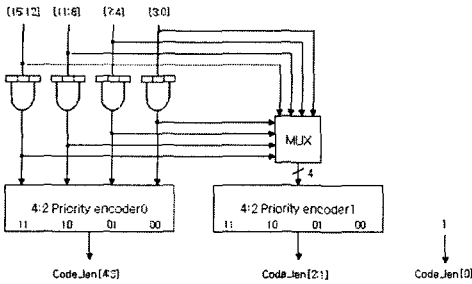 [15:12] [11:8] [7:4] [3:0]
MUX
4
4:2 Priority encoder0
11 10 01 00
4:2 Priority encoder1
11 10 01 00
1
Code_len[4:3] Code_len[2:1] Code_len[0]